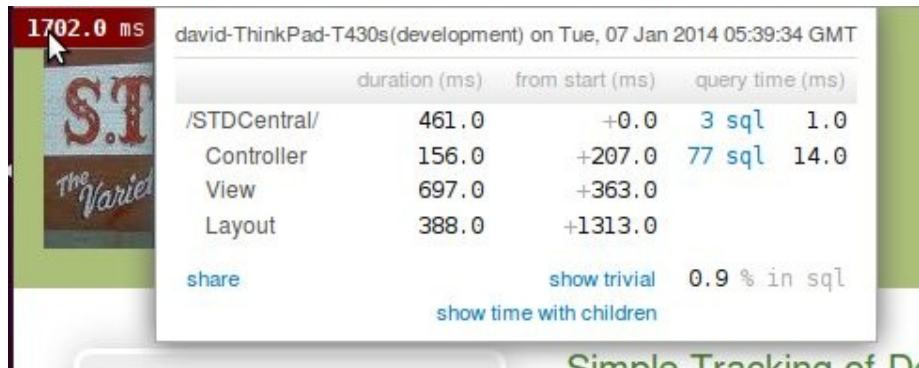 1702.0 ms
david-ThinkPad-T430s(development) on Tue, 07 Jan 2014 05:39:34 GMT
duration (ms) from start (ms) query time (ms)
/STDCentral/ 461.0 +0.0 3 sql 1.0
Controller 156.0 +207.0 77 sql 14.0
View 697.0 +363.0
Layout 388.0 +1313.0
share show trivial 0.9 % in sql
show time with children
S.T
The
Simple Tracking of